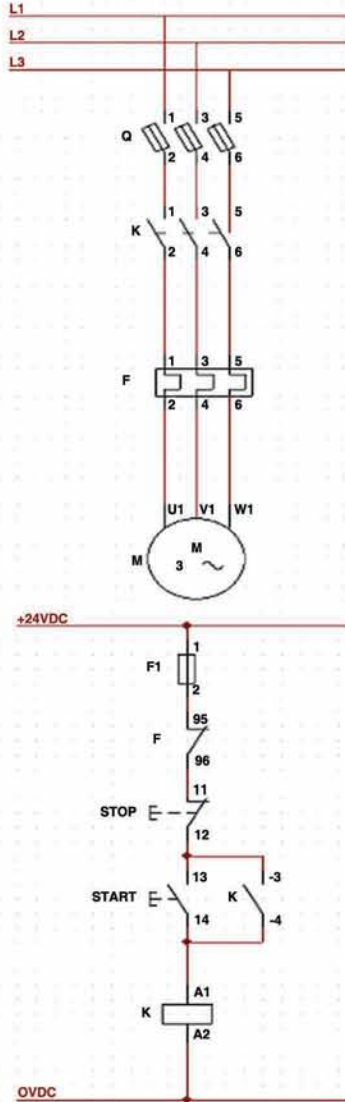 L1
L2
L3
1 3 5
Q
2 4 6
1 3 5
K
2 4 6
1 3 5
F
2 4 6
U1 V1 W1
M
M
3
+24VDC
1
F1
2
95
F
96
11
STOP
12
13 -3
START K
14 -4
A1
K
A2
OVDC